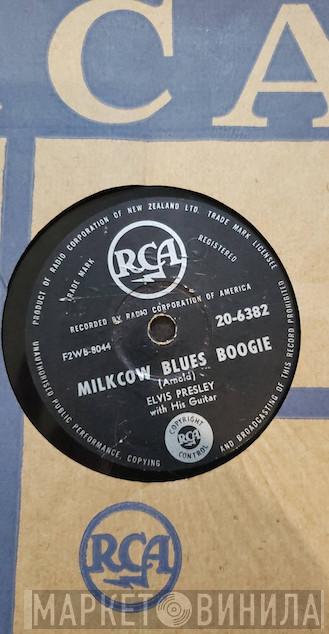 RCA
PRODUCT OF RADIO CORPORATION OF NEW ZEALAND LTD. TRADE MARK LICENSEE
TRADE MARK
REGISTERED
RCA
RECORDED BY RADIO CORPORATION OF AMERICA
F2WB-8044
20-6382
MILKCOW BLUES BOOGIE
(Arnold)
ELVIS PRESLEY
with His Guitar
COPYRIGHT
RCA
CONTROL
UNAUTHORISED PUBLIC PERFORMANCE, COPYING AND BROADCASTING OF THIS RECORD PROHIBITED
RCA
МАРКЕТ ВИНИЛА